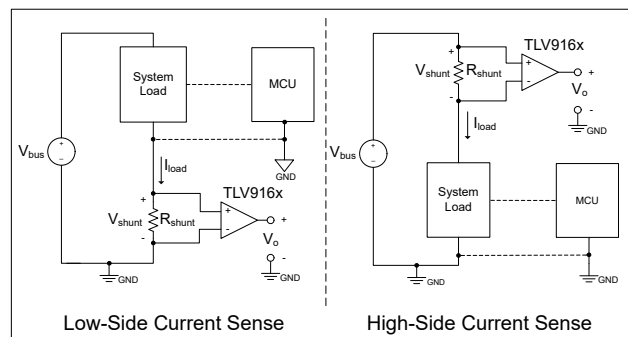 System
Load
MCU
V_bus
I_load
GND
TLV916x
+
V_shunt
R_shunt
-
+
-
+
V_o
-
GND
GND
Low-Side Current Sense
TLV916x
+
V_shunt
R_shunt
-
+
-
+
V_o
-
GND
I_load
V_bus
System
Load
MCU
GND
GND
High-Side Current Sense